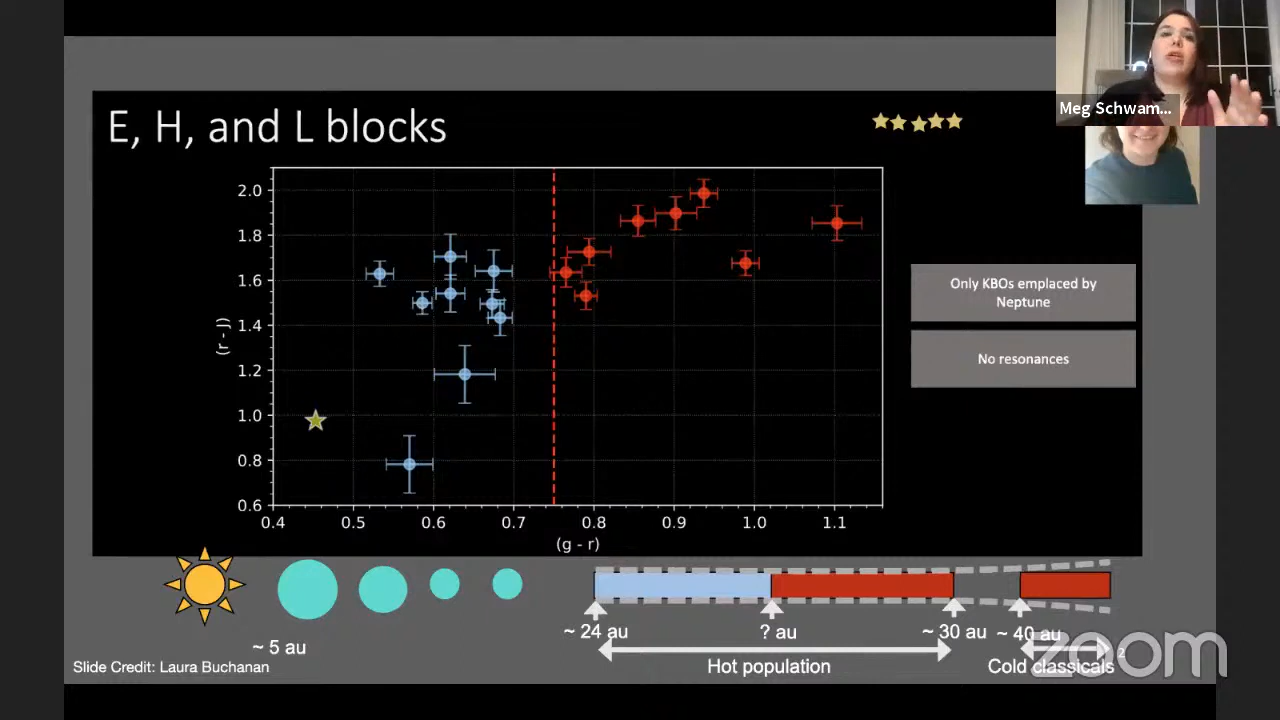 Meg Schwam...
E, H, and L blocks
2.0
1.8
1.6
1.4
1.2
1.0
0.8
0.6
(r - J)
0.4 0.5 0.6 0.7 0.8 0.9 1.0 1.1
(g - r)
Only KBOs emplaced by
Neptune
No resonances
~ 5 au
~ 24 au
? au
~ 30 au
~ 40 au
Hot population
Cold classicals
2
Slide Credit: Laura Buchanan
zoom